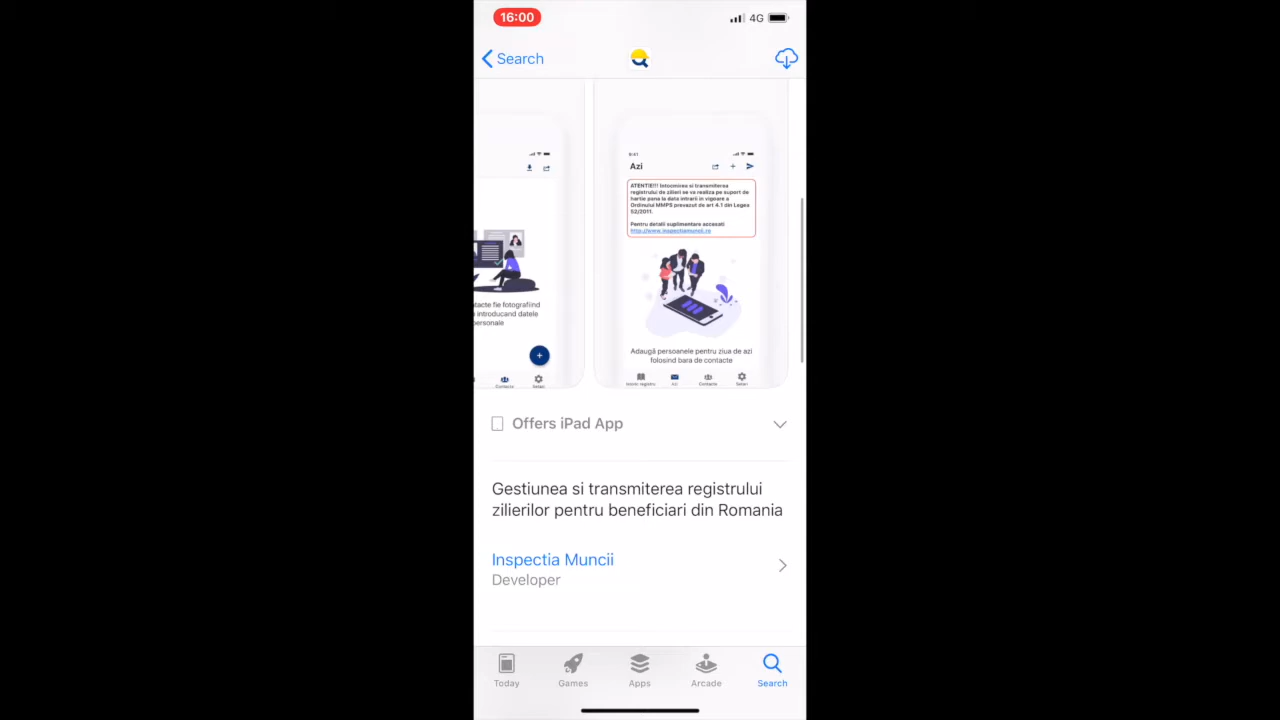 16:00
4G
Search
9:41
Azi
ATENTIE!!! Intocmirea si transmiterea
registrului de zilieri se va realiza pe suport de
hartie pana la data intrarii in vigoare a
Ordinului MMPS prevazut de art 4.1 din Legea
52/2011.
Pentru detalii suplimentare accesati
http://www.inspectiamuncii.ro
tacte fie fotografiind
introducand datele
personale
Adaugă persoanele pentru ziua de azi
folosind bara de contacte
+
Contacte
Setari
Istoric registru
Azi
Contacte
Setari
Offers iPad App
Gestiunea si transmiterea registrului
zilierilor pentru beneficiari din Romania
Inspectia Muncii
Developer
Today
Games
Apps
Arcade
Search